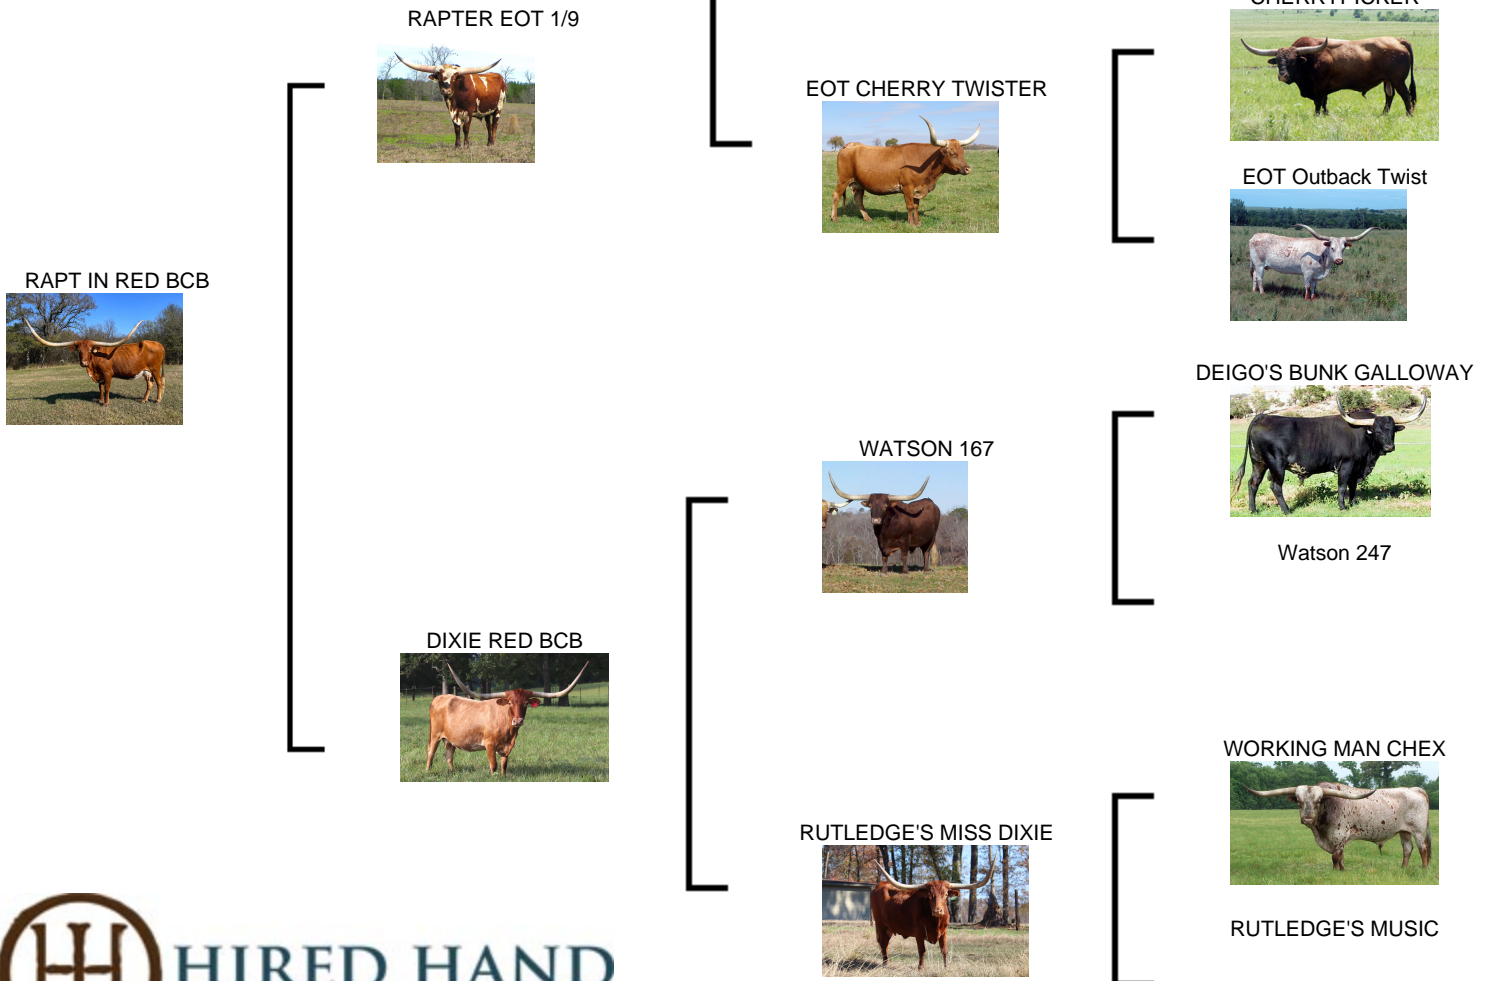 CHERRYPICKER
RAPTER EOT 1/9
EOT CHERRY TWISTER
EOT Outback Twist
RAPT IN RED BCB
DEIGO'S BUNK GALLOWAY
WATSON 167
Watson 247
DIXIE RED BCB
WORKING MAN CHEX
RUTLEDGE'S MISS DIXIE
RUTLEDGE'S MUSIC
HIRED HAND